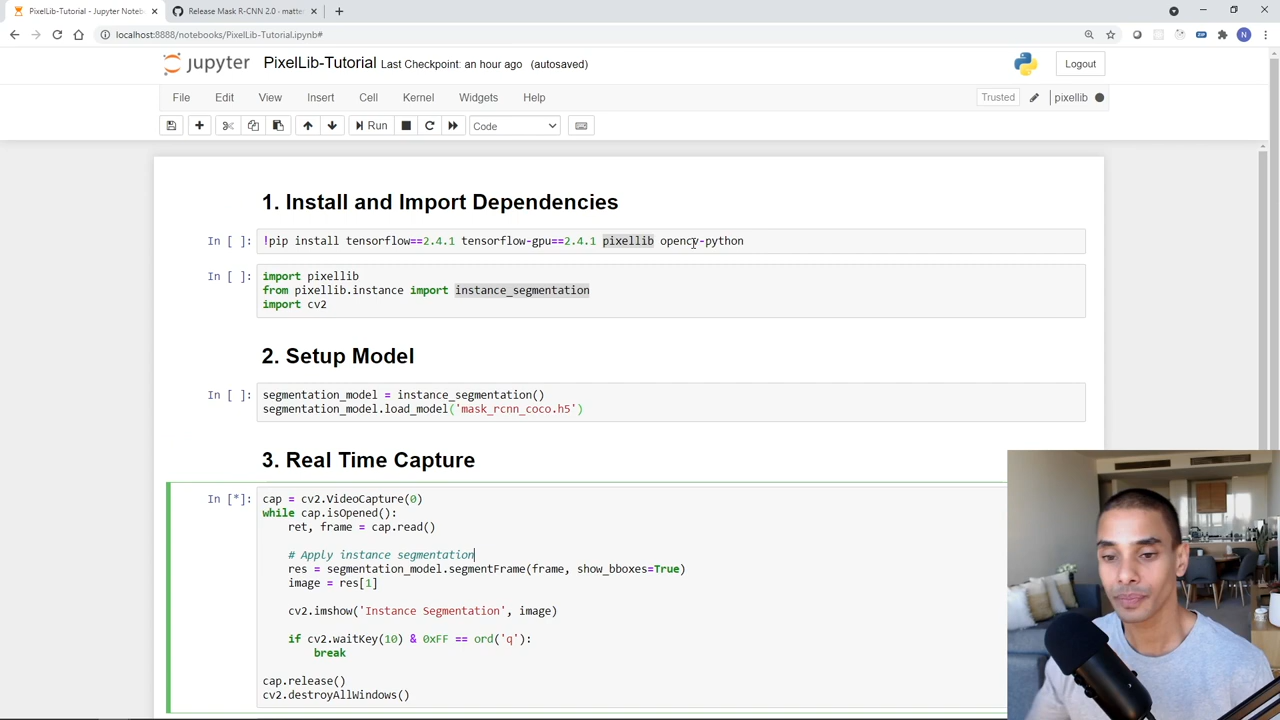 PixelLib-Tutorial - Jupyter Noteb
Release Mask R-CNN 2.0 - matter
localhost:8888/notebooks/PixelLib-Tutorial.ipynb#
N
jupyter PixelLib-Tutorial Last Checkpoint: an hour ago (autosaved)
Logout
File Edit View Insert Cell Kernel Widgets Help
Trusted pixellib
Run Code
1. Install and Import Dependencies
In [ ]: !pip install tensorflow==2.4.1 tensorflow-gpu==2.4.1 pixellib opencv-python
In [ ]: import pixellib
from pixellib.instance import instance_segmentation
import cv2
2. Setup Model
In [ ]: segmentation_model = instance_segmentation()
segmentation_model.load_model('mask_rcnn_coco.h5')
3. Real Time Capture
In [*]: cap = cv2.VideoCapture(0)
while cap.isOpened():
ret, frame = cap.read()
# Apply instance segmentation
res = segmentation_model.segmentFrame(frame, show_bboxes=True)
image = res[1]
cv2.imshow('Instance Segmentation', image)
if cv2.waitKey(10) & 0xFF == ord('q'):
break
cap.release()
cv2.destroyAllWindows()